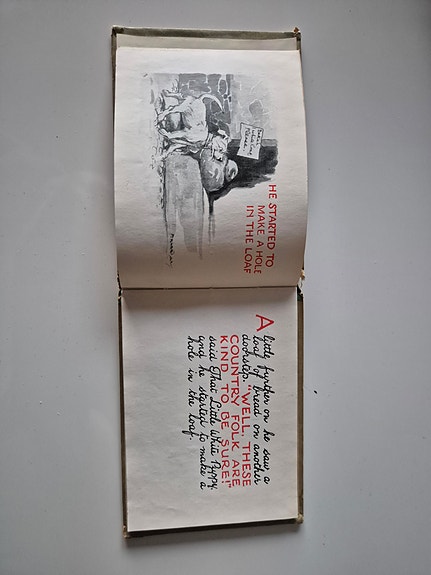 HE STARTED TO
MAKE A HOLE
IN THE LOAF
A little further on he saw a
loaf of bread on another
doorstep. "WELL, THESE
COUNTRY FOLK ARE
KIND TO BE SURE!"
said That Little White Puppy,
and he started to make a
hole in the loaf.